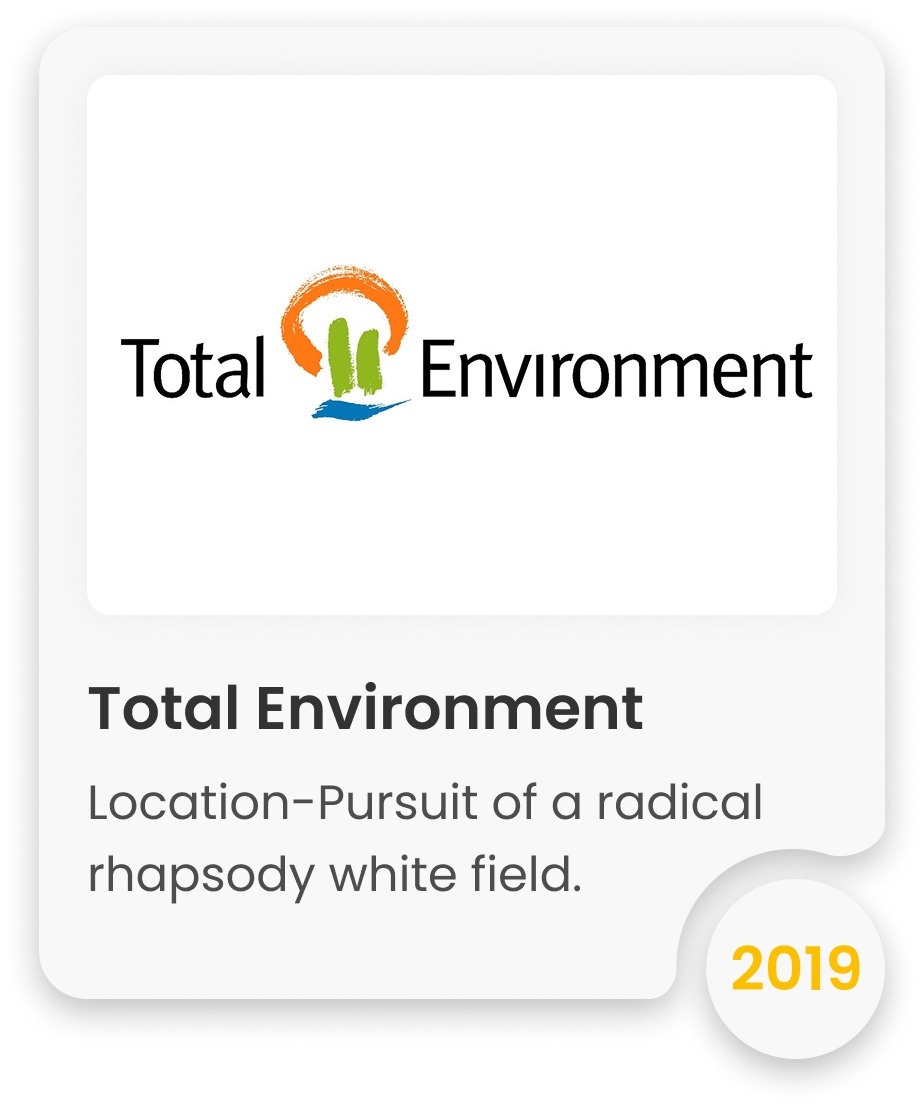 Total Environment
Total Environment
Location-Pursuit of a radical
rhapsody white field.
2019